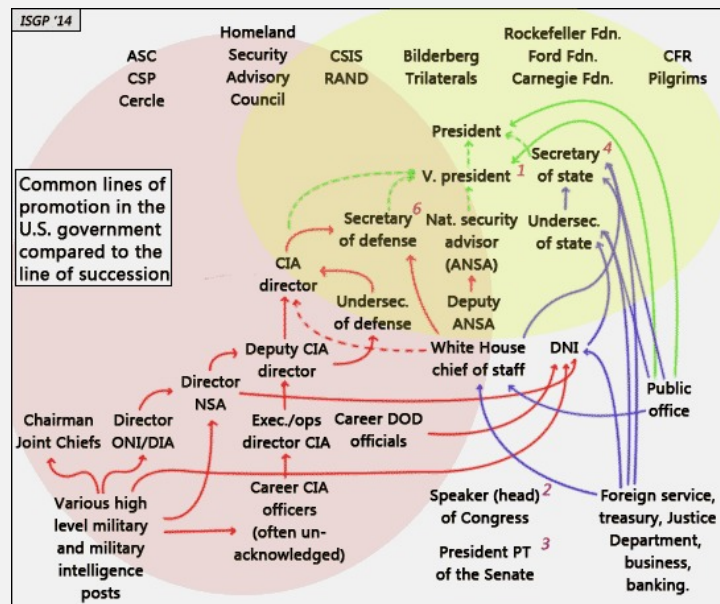 ISGP '14
ASC
CSP
Cercle
Homeland
Security
Advisory
Council
CSIS
RAND
Bilderberg
Trilaterals
Rockefeller Fdn.
Ford Fdn.
Carnegie Fdn.
CFR
Pilgrims
Common lines of
promotion in the
U.S. government
compared to the
line of succession
President
V. president 1
Secretary 4
of state
Secretary 6
of defense
Nat. security
advisor
(ANSA)
Undersec.
of state
CIA
director
Undersec.
of defense
Deputy
ANSA
Deputy CIA
director
White House
chief of staff
DNI
Director
NSA
Public
office
Chairman
Joint Chiefs
Director
ONI/DIA
Exec./ops
director CIA
Career DOD
officials
Various high
level military
and military
intelligence
posts
Career CIA
officers
(often un-
acknowledged)
Speaker (head) 2
of Congress
President PT 3
of the Senate
Foreign service,
treasury, Justice
Department,
business,
banking.